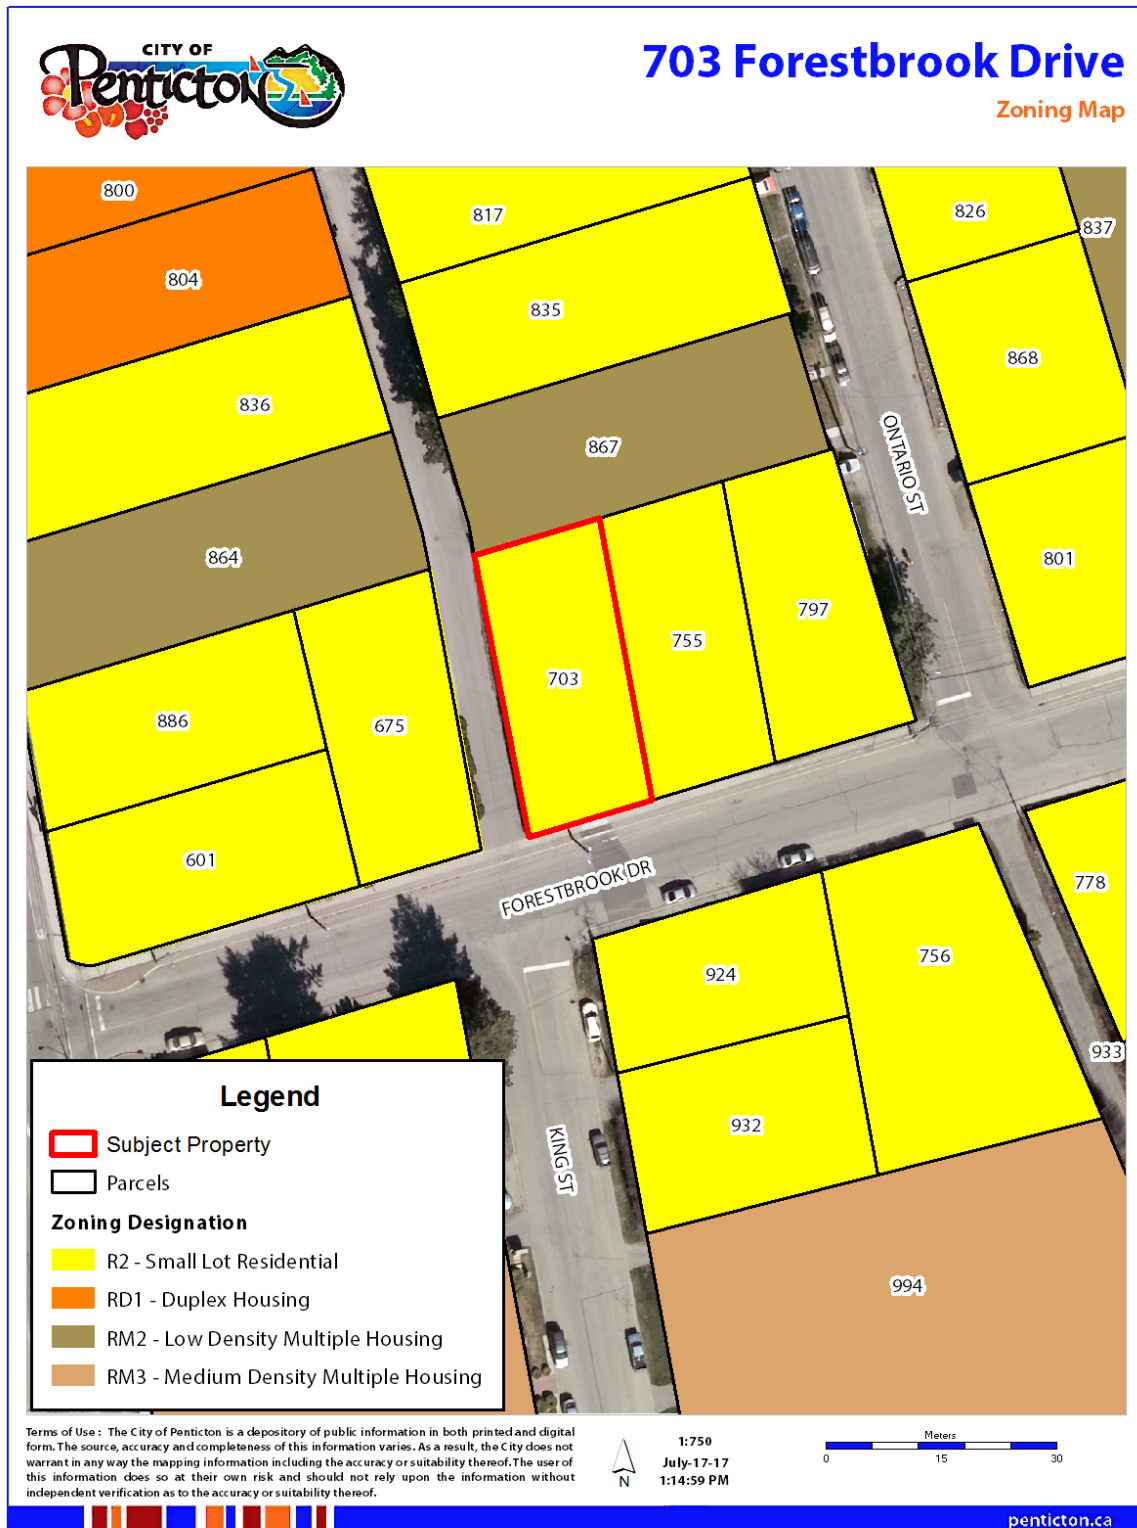 CITY OF
Penticton
703 Forestbrook Drive
Zoning Map
800
817
826
837
804
835
868
836
867
ONTARIO ST
864
801
797
755
703
886
675
601
FORESTBROOK DR
778
756
924
933
932
KING ST
994
Legend
Subject Property
Parcels
Zoning Designation
R2 - Small Lot Residential
RD1 - Duplex Housing
RM2 - Low Density Multiple Housing
RM3 - Medium Density Multiple Housing
Terms of Use : The City of Penticton is a depository of public information in both printed and digital
form. The source, accuracy and completeness of this information varies. As a result, the City does not
warrant in any way the mapping information including the accuracy or suitability thereof. The user of
this information does so at their own risk and should not rely upon the information without
independent verification as to the accuracy or suitability thereof.
N
1:750
July-17-17
1:14:59 PM
Meters
0 15 30
penticton.ca